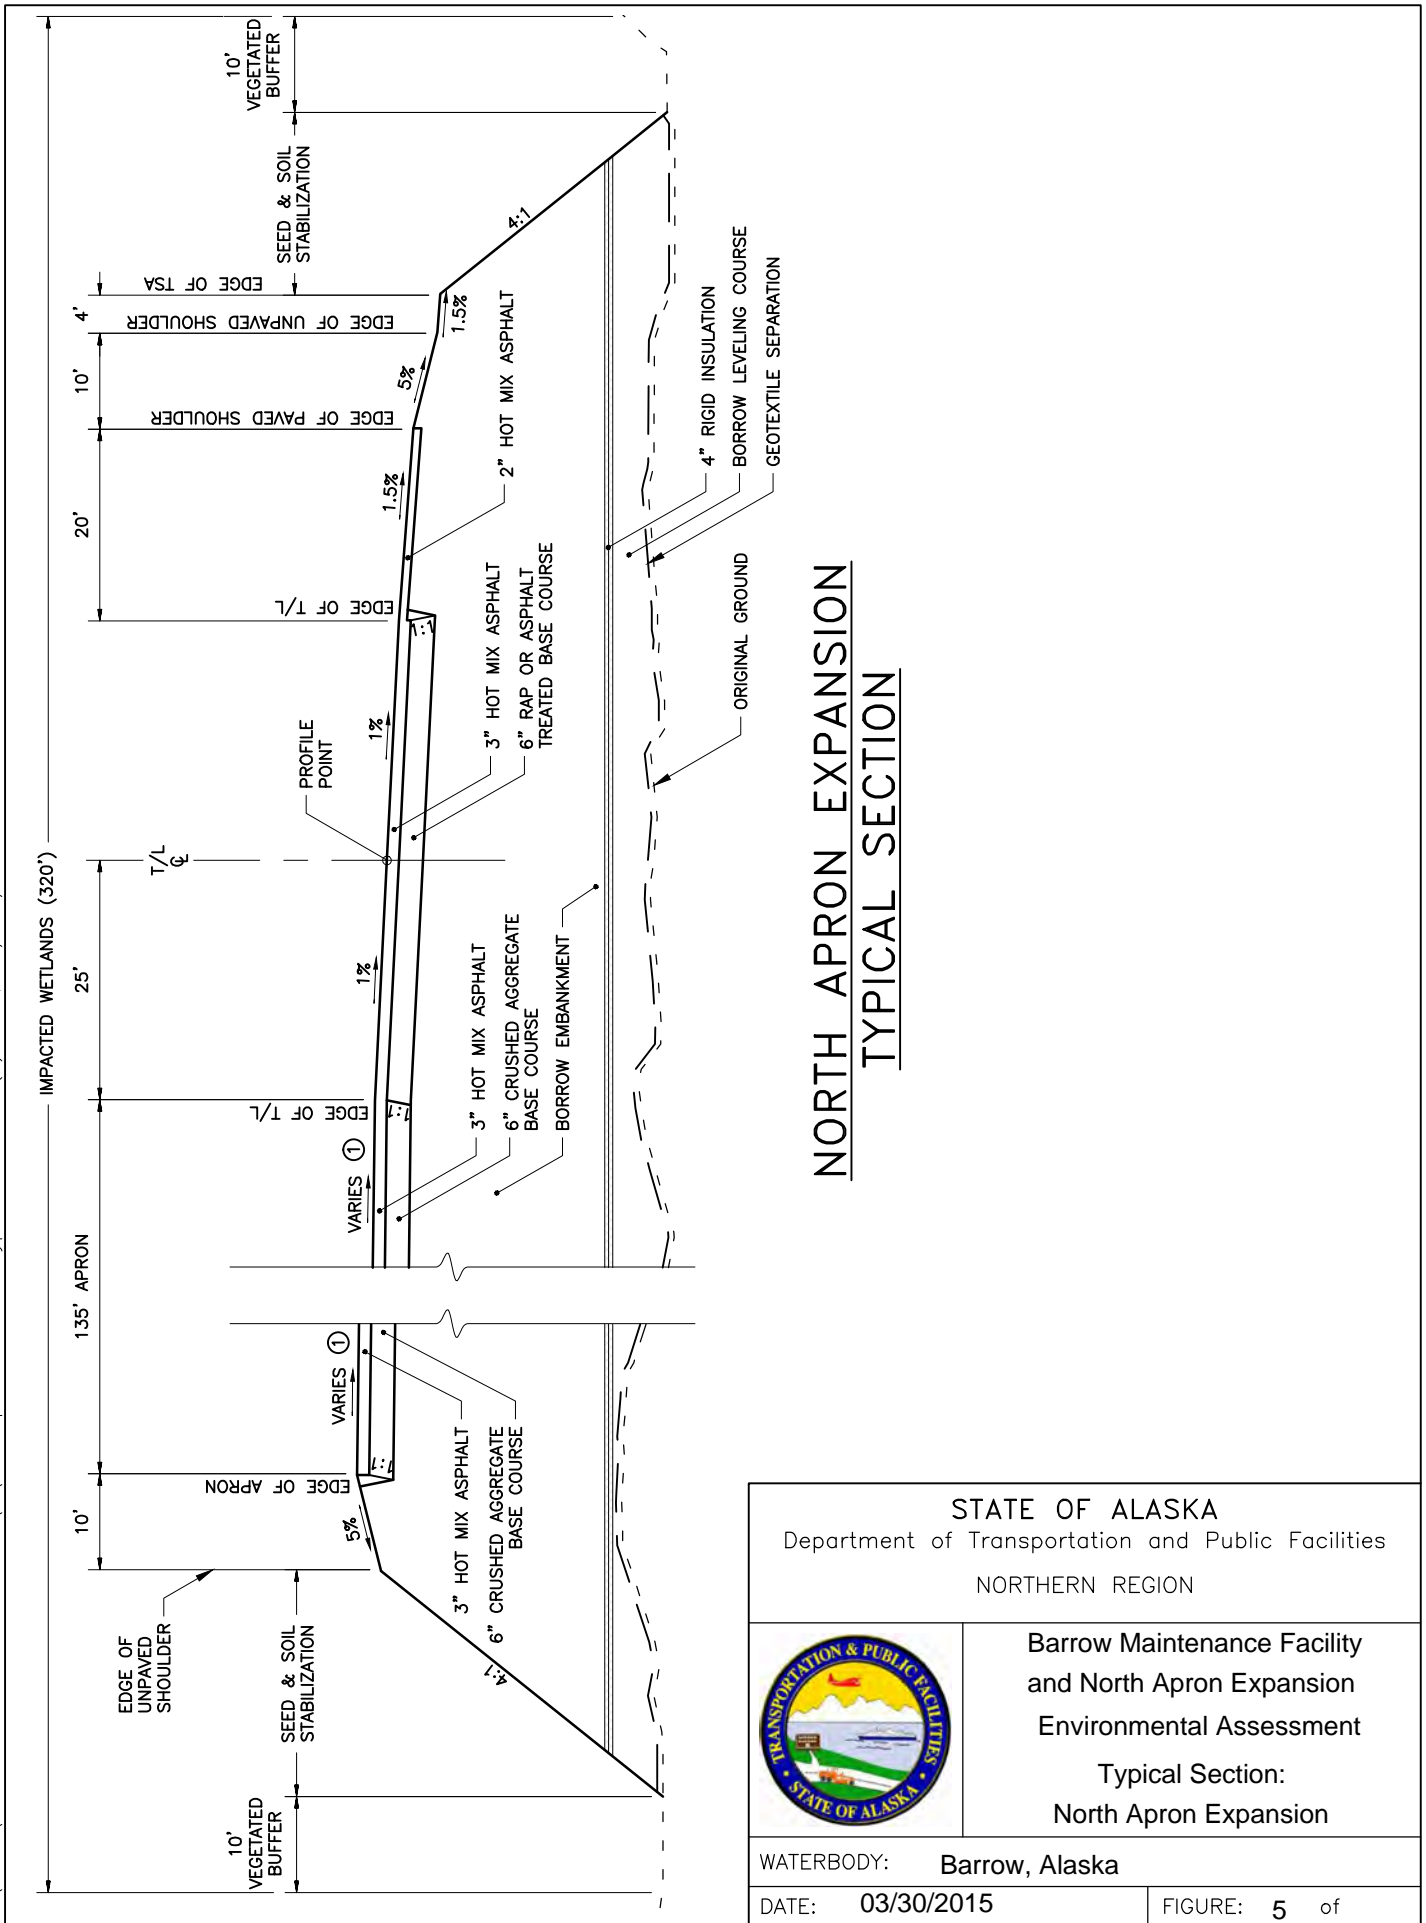 IMPACTED WETLANDS (320')
10'
VEGETATED
BUFFER
SEED & SOIL
STABILIZATION
EDGE OF
UNPAVED
SHOULDER
10'
135' APRON
25'
20'
10'
4'
SEED & SOIL
STABILIZATION
10'
VEGETATED
BUFFER
EDGE OF APRON
EDGE OF T/L
T/L
CL
PROFILE
POINT
EDGE OF T/L
EDGE OF PAVED SHOULDER
EDGE OF UNPAVED SHOULDER
EDGE OF TSA
4:1
5%
1:1
VARIES 1
VARIES 1
1:1
1%
1%
1:1
1.5%
5%
1.5%
4:1
3" HOT MIX ASPHALT
6" CRUSHED AGGREGATE
BASE COURSE
3" HOT MIX ASPHALT
6" CRUSHED AGGREGATE
BASE COURSE
BORROW EMBANKMENT
3" HOT MIX ASPHALT
6" RAP OR ASPHALT
TREATED BASE COURSE
2" HOT MIX ASPHALT
ORIGINAL GROUND
4" RIGID INSULATION
BORROW LEVELING COURSE
GEOTEXTILE SEPARATION
NORTH APRON EXPANSION
TYPICAL SECTION
STATE OF ALASKA
Department of Transportation and Public Facilities
NORTHERN REGION
TRANSPORTATION & PUBLIC FACILITIES
STATE OF ALASKA
Barrow Maintenance Facility
and North Apron Expansion
Environmental Assessment
Typical Section:
North Apron Expansion
WATERBODY: Barrow, Alaska
DATE: 03/30/2015
FIGURE: 5 of